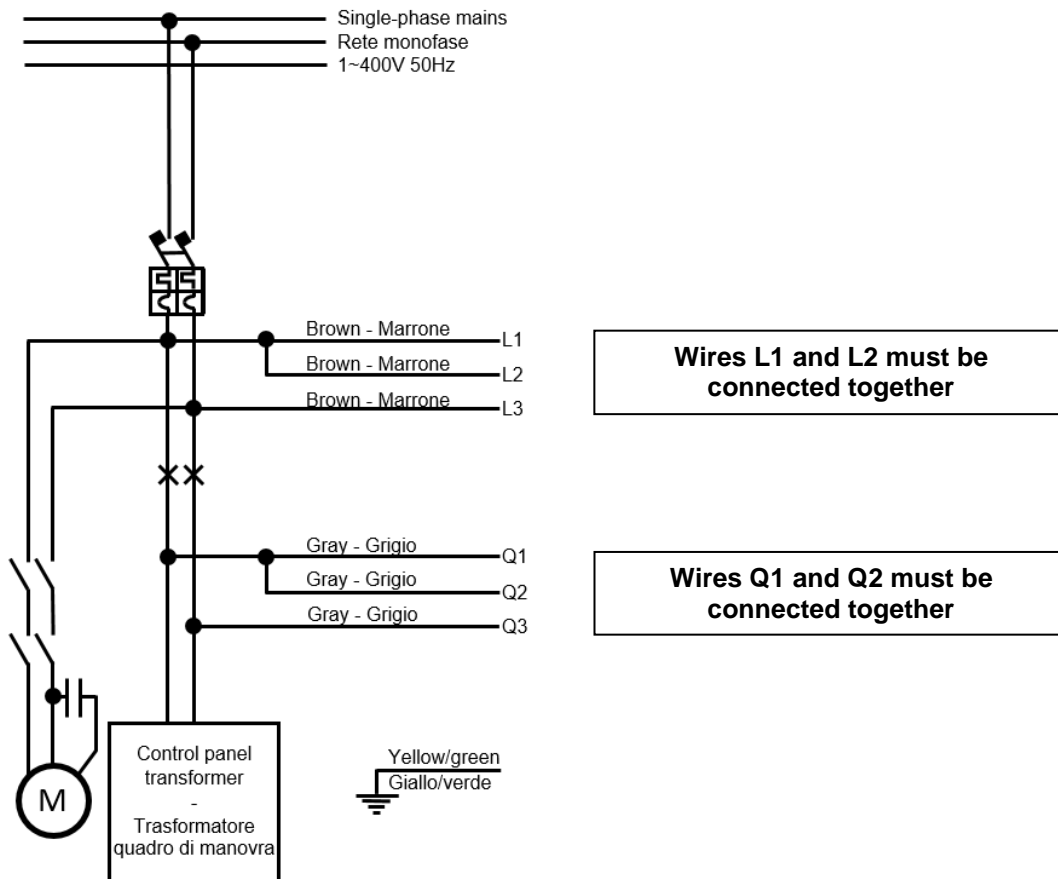 Single-phase mains
Rete monofase
1~400V 50Hz
Brown - Marrone
L1
Brown - Marrone
L2
Brown - Marrone
L3
Wires L1 and L2 must be
connected together
Gray - Grigio
Q1
Gray - Grigio
Q2
Gray - Grigio
Q3
Wires Q1 and Q2 must be
connected together
M
Control panel
transformer
-
Trasformatore
quadro di manovra
Yellow/green
Giallo/verde